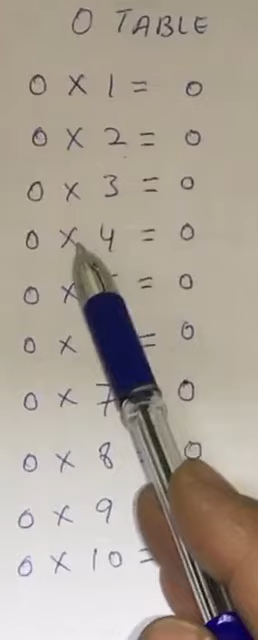 0 TABLE
0 × 1 = 0
0 × 2 = 0
0 × 3 = 0
0 × 4 = 0
0 × = 0
0 × = 0
0 × 7 0
0 × 8 0
0 × 9
0 × 10 =